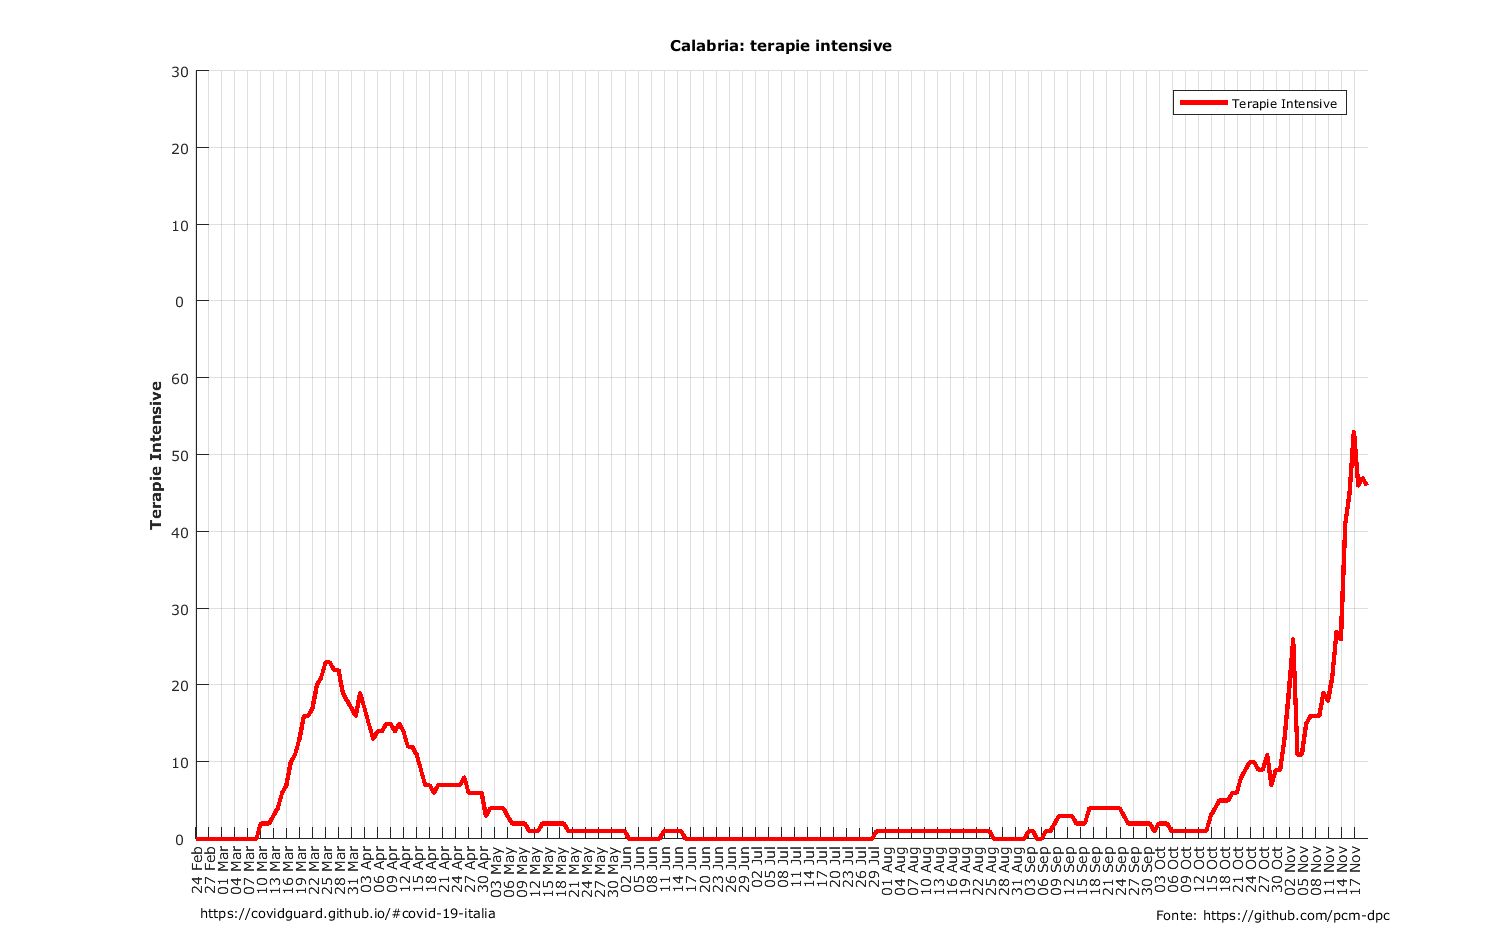 Calabria: terapie intensive
Terapie Intensive
30
20
10
0
60
50
40
30
20
10
0
Terapie Intensive
24 Feb
27 Feb
01 Mar
04 Mar
07 Mar
10 Mar
13 Mar
16 Mar
19 Mar
22 Mar
25 Mar
28 Mar
31 Mar
03 Apr
06 Apr
09 Apr
12 Apr
15 Apr
18 Apr
21 Apr
24 Apr
27 Apr
30 Apr
03 May
06 May
09 May
12 May
15 May
18 May
21 May
24 May
27 May
30 May
02 Jun
05 Jun
08 Jun
11 Jun
14 Jun
17 Jun
20 Jun
23 Jun
26 Jun
29 Jun
02 Jul
05 Jul
08 Jul
11 Jul
14 Jul
17 Jul
20 Jul
23 Jul
26 Jul
29 Jul
01 Aug
04 Aug
07 Aug
10 Aug
13 Aug
16 Aug
19 Aug
22 Aug
25 Aug
28 Aug
31 Aug
03 Sep
06 Sep
09 Sep
12 Sep
15 Sep
18 Sep
21 Sep
24 Sep
27 Sep
30 Sep
03 Oct
06 Oct
09 Oct
12 Oct
15 Oct
18 Oct
21 Oct
24 Oct
27 Oct
30 Oct
02 Nov
05 Nov
08 Nov
11 Nov
14 Nov
17 Nov
https://covidguard.github.io/#covid-19-italia
Fonte: https://github.com/pcm-dpc